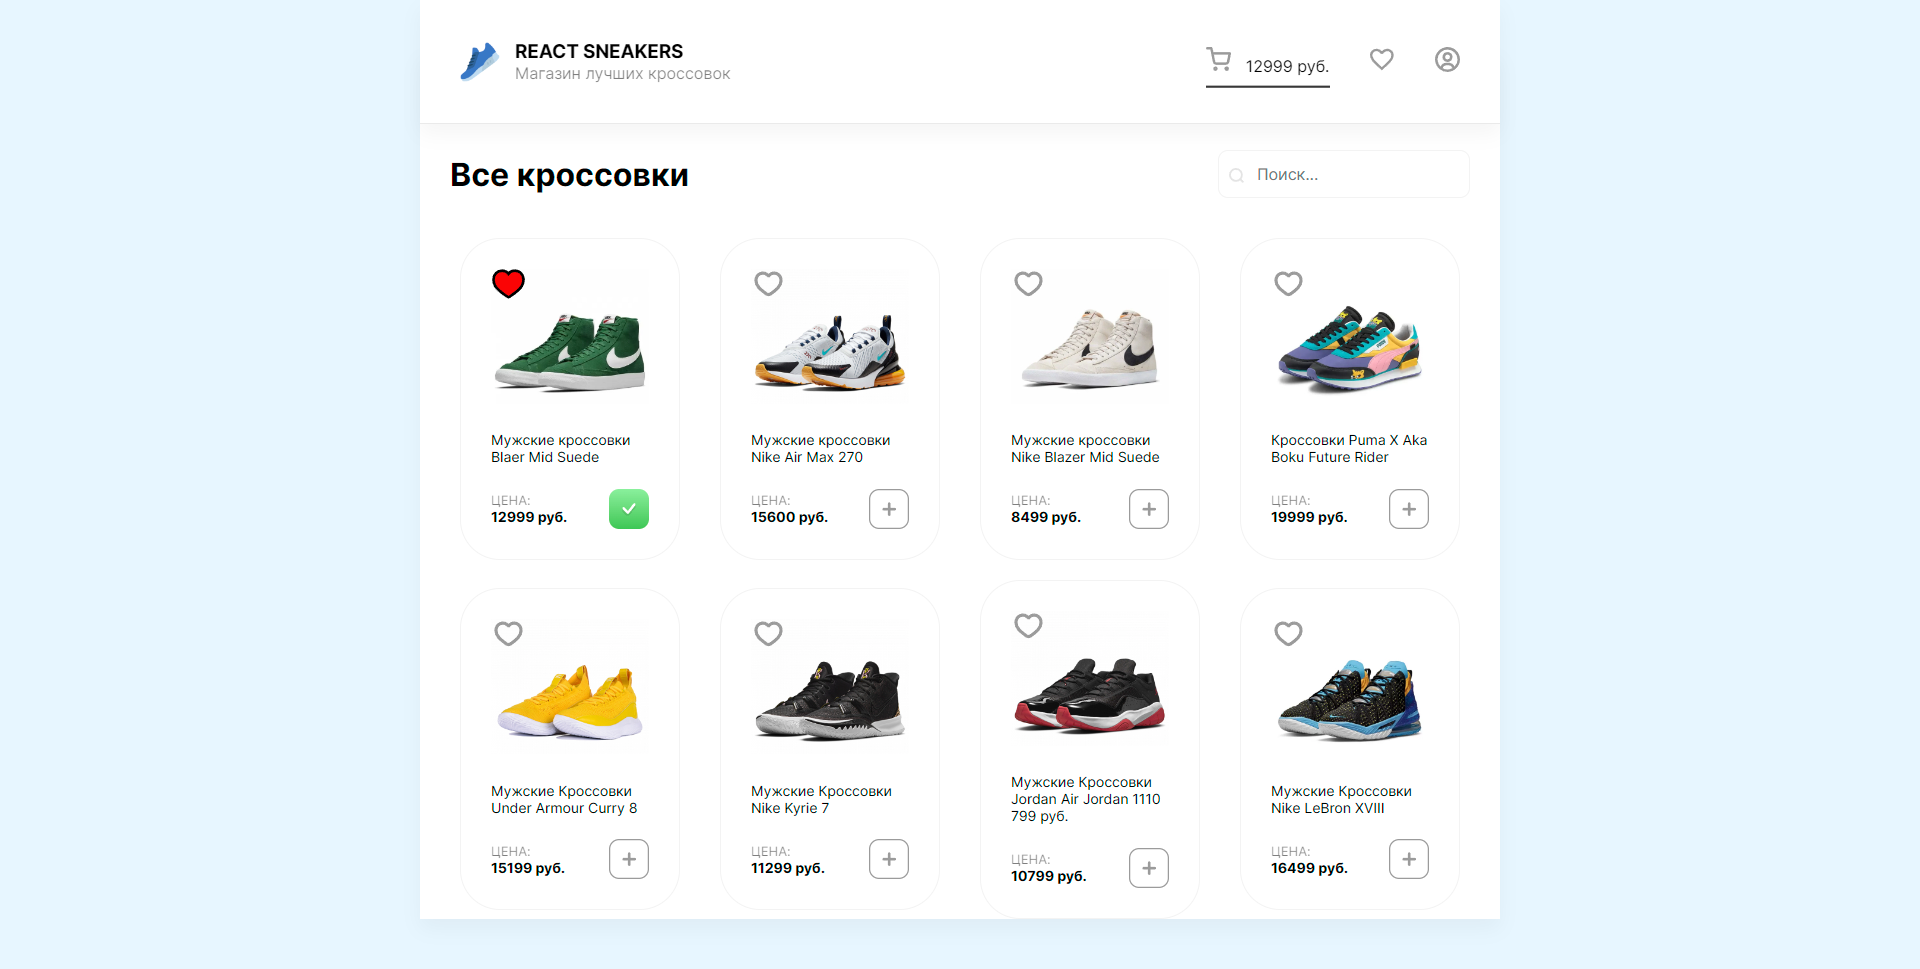 REACT SNEAKERS
Магазин лучших кроссовок
12999 руб.
Все кроссовки
Поиск...
Мужские кроссовки
Blaer Mid Suede
ЦЕНА:
12999 руб.
Мужские кроссовки
Nike Air Max 270
ЦЕНА:
15600 руб.
Мужские кроссовки
Nike Blazer Mid Suede
ЦЕНА:
8499 руб.
Кроссовки Puma X Aka
Boku Future Rider
ЦЕНА:
19999 руб.
Мужские Кроссовки
Under Armour Curry 8
ЦЕНА:
15199 руб.
Мужские Кроссовки
Nike Kyrie 7
ЦЕНА:
11299 руб.
Мужские Кроссовки
Jordan Air Jordan 1110
799 руб.
ЦЕНА:
10799 руб.
Мужские Кроссовки
Nike LeBron XVIII
ЦЕНА:
16499 руб.